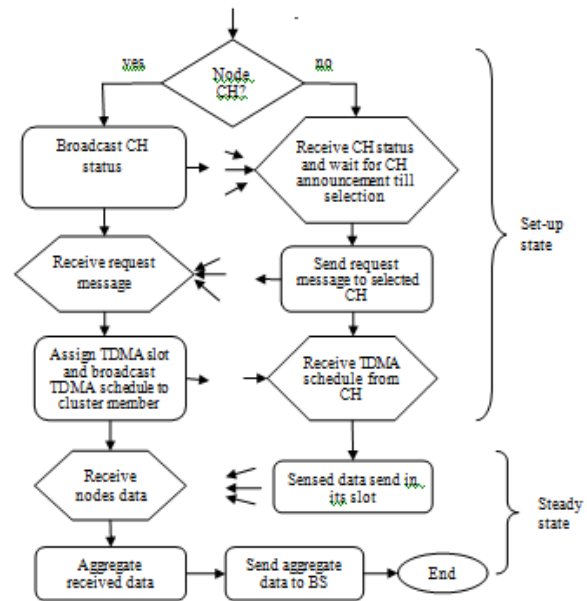 yes
no
Node
CH?
Broadcast CH
status
Receive CH status
and wait for CH
announcement till
selection
Set-up
state
Receive request
message
Send request
message to selected
CH
Assign TDMA slot
and broadcast
TDMA schedule to
cluster member
Receive TDMA
schedule from
CH
Receive
nodes data
Sensed data send in
its slot
Steady
state
Aggregate
received data
Send aggregate
data to BS
End